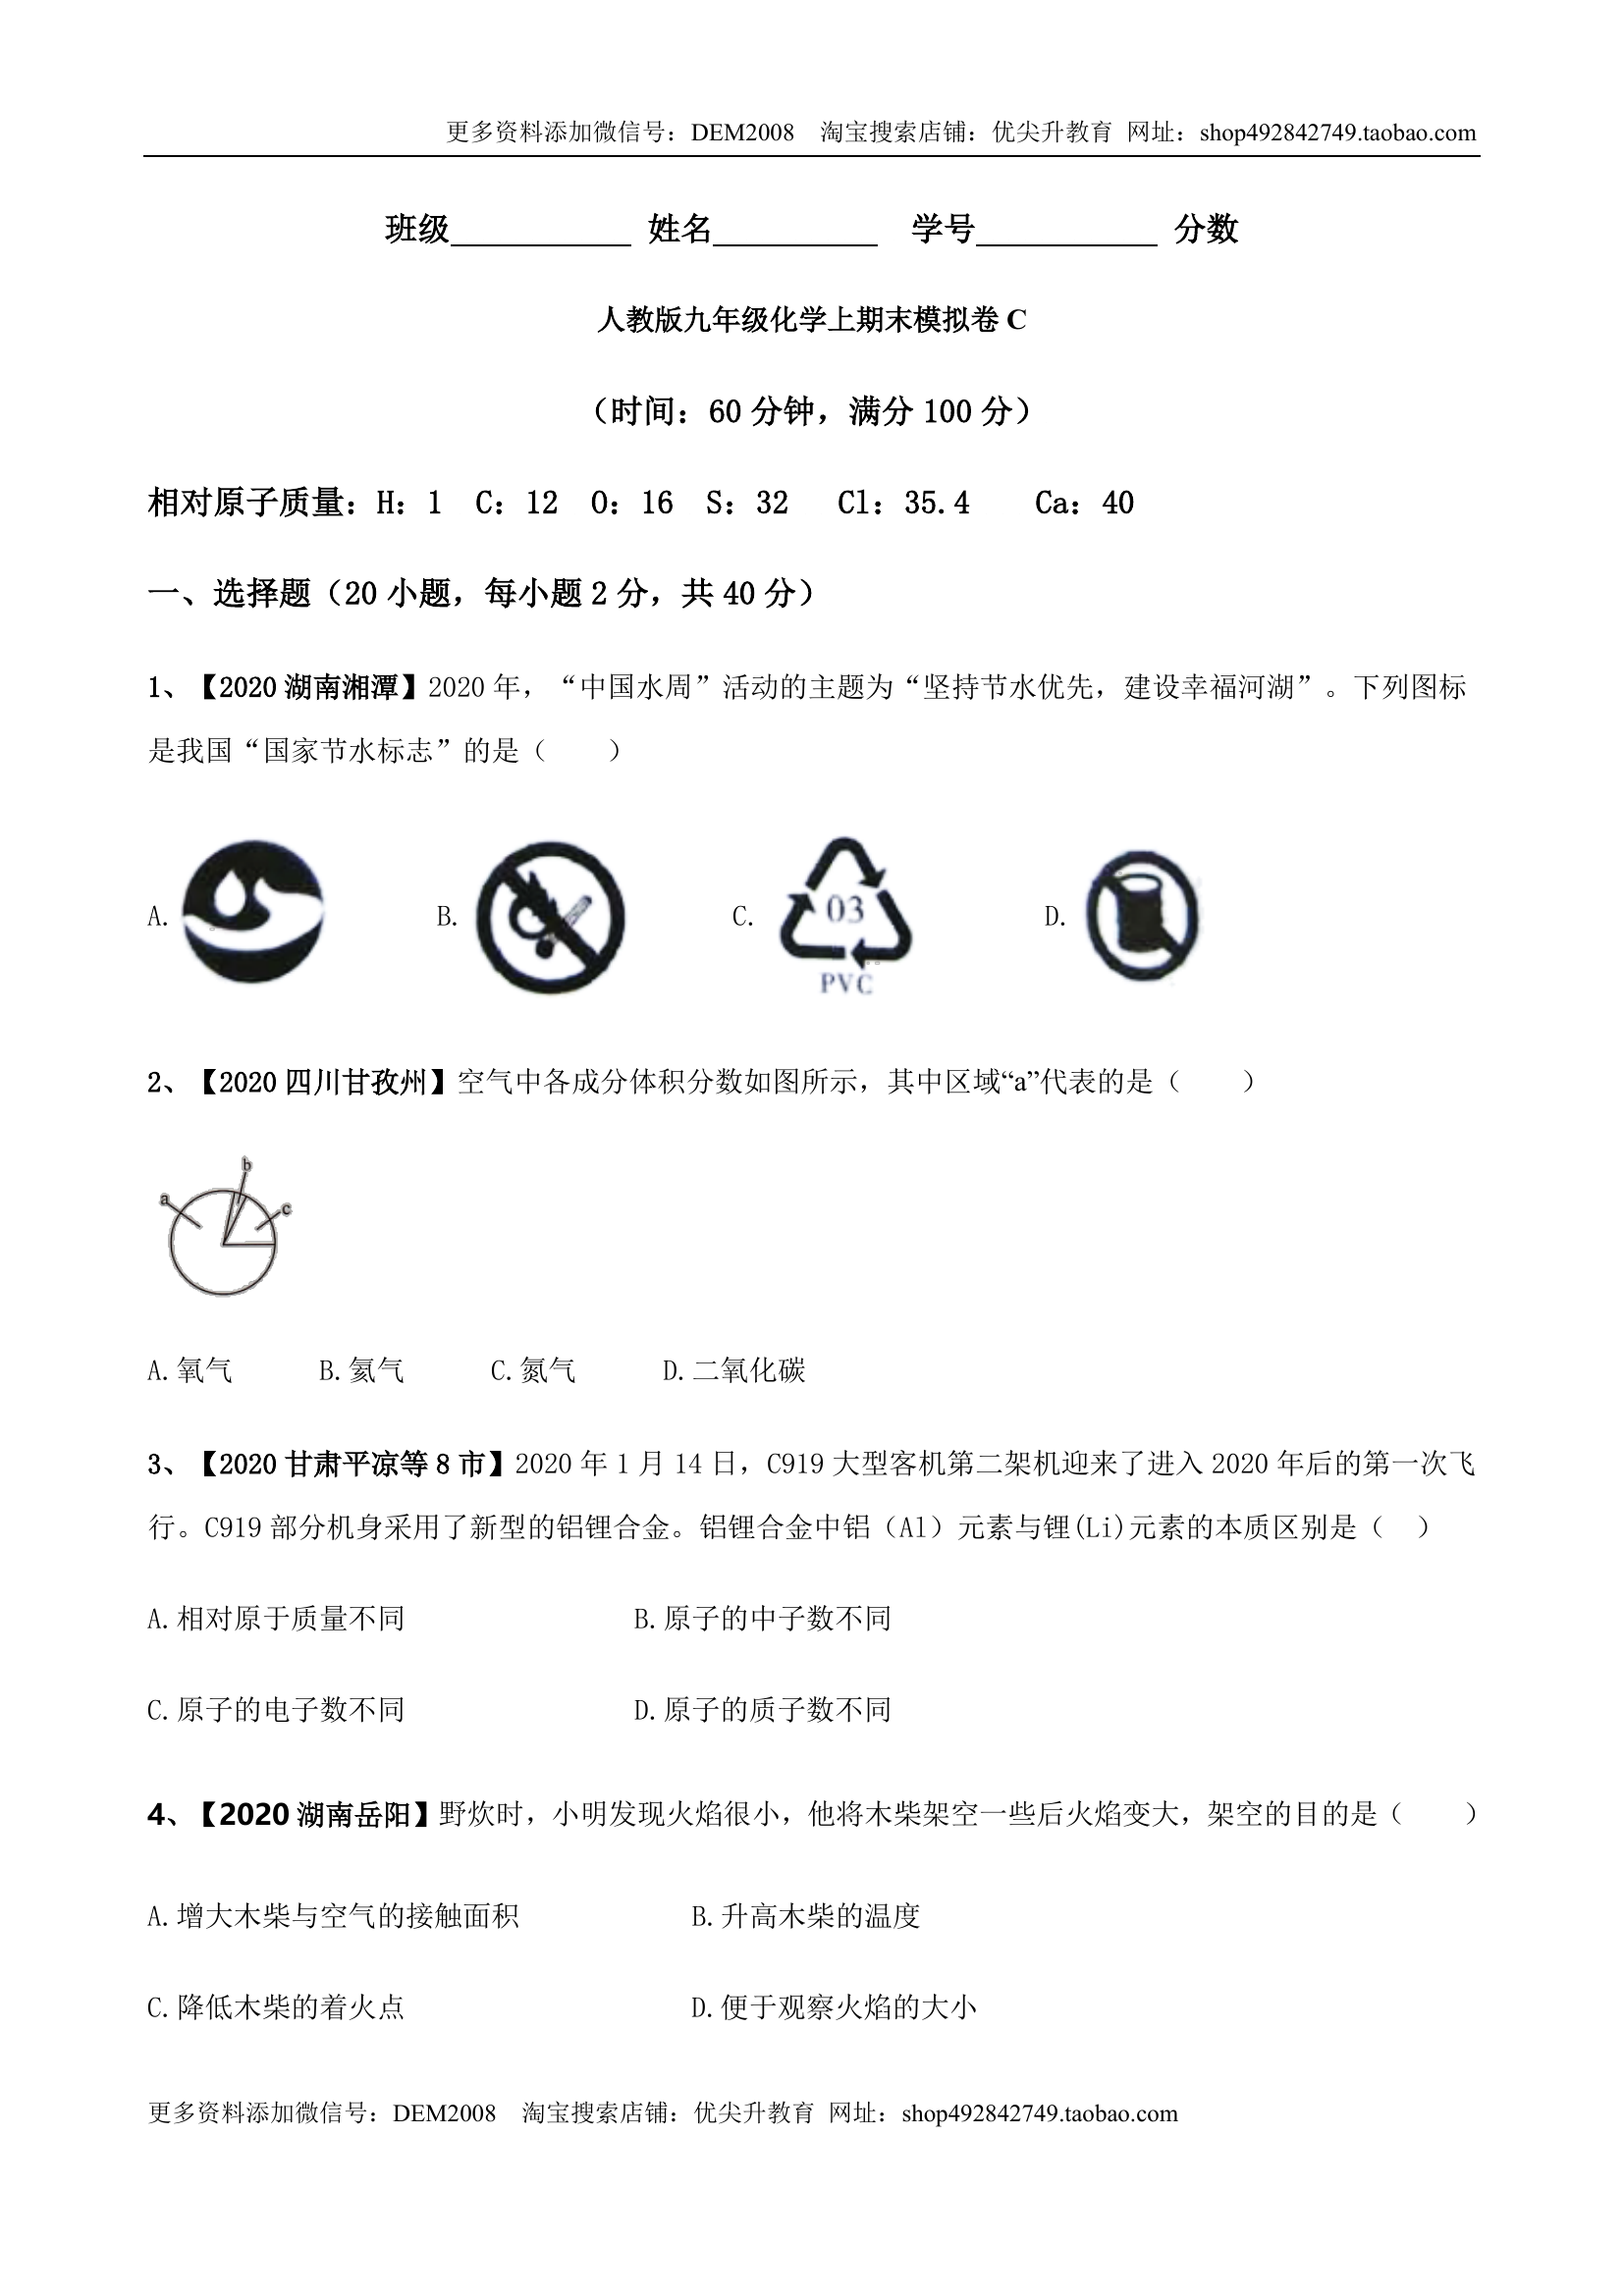 更多资料添加微信号：DEM2008 淘宝搜索店铺：优尖升教育 网址：shop492842749.taobao.com
班级__________ 姓名__________ 学号__________ 分数
人教版九年级化学上期末模拟卷 C
（时间：60 分钟，满分 100 分）
相对原子质量：H：1 C：12 O：16 S：32 Cl：35.4 Ca：40
一、选择题（20 小题，每小题 2 分，共 40 分）
1、【2020 湖南湘潭】2020 年，“中国水周”活动的主题为“坚持节水优先，建设幸福河湖”。下列图标
是我国“国家节水标志”的是（ ）
A. B. C. 03 PVC D.
2、【2020 四川甘孜州】空气中各成分体积分数如图所示，其中区域“a”代表的是（ ）
a b c
A.氧气 B.氦气 C.氮气 D.二氧化碳
3、【2020 甘肃平凉等 8 市】2020 年 1 月 14 日，C919 大型客机第二架机迎来了进入 2020 年后的第一次飞
行。C919 部分机身采用了新型的铝锂合金。铝锂合金中铝（Al）元素与锂(Li)元素的本质区别是（ ）
A.相对原于质量不同 B.原子的中子数不同
C.原子的电子数不同 D.原子的质子数不同
4、【2020 湖南岳阳】野炊时，小明发现火焰很小，他将木柴架空一些后火焰变大，架空的目的是（ ）
A.增大木柴与空气的接触面积 B.升高木柴的温度
C.降低木柴的着火点 D.便于观察火焰的大小
更多资料添加微信号：DEM2008 淘宝搜索店铺：优尖升教育 网址：shop492842749.taobao.com